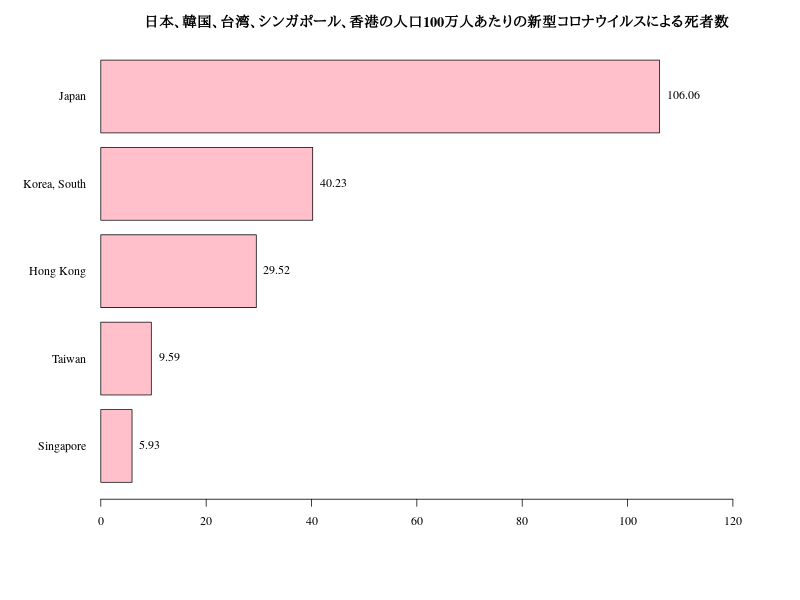 日本、韓国、台湾、シンガポール、香港の人口100万人あたりの新型コロナウイルスによる死者数
Japan 106.06
Korea, South 40.23
Hong Kong 29.52
Taiwan 9.59
Singapore 5.93
0 20 40 60 80 100 120